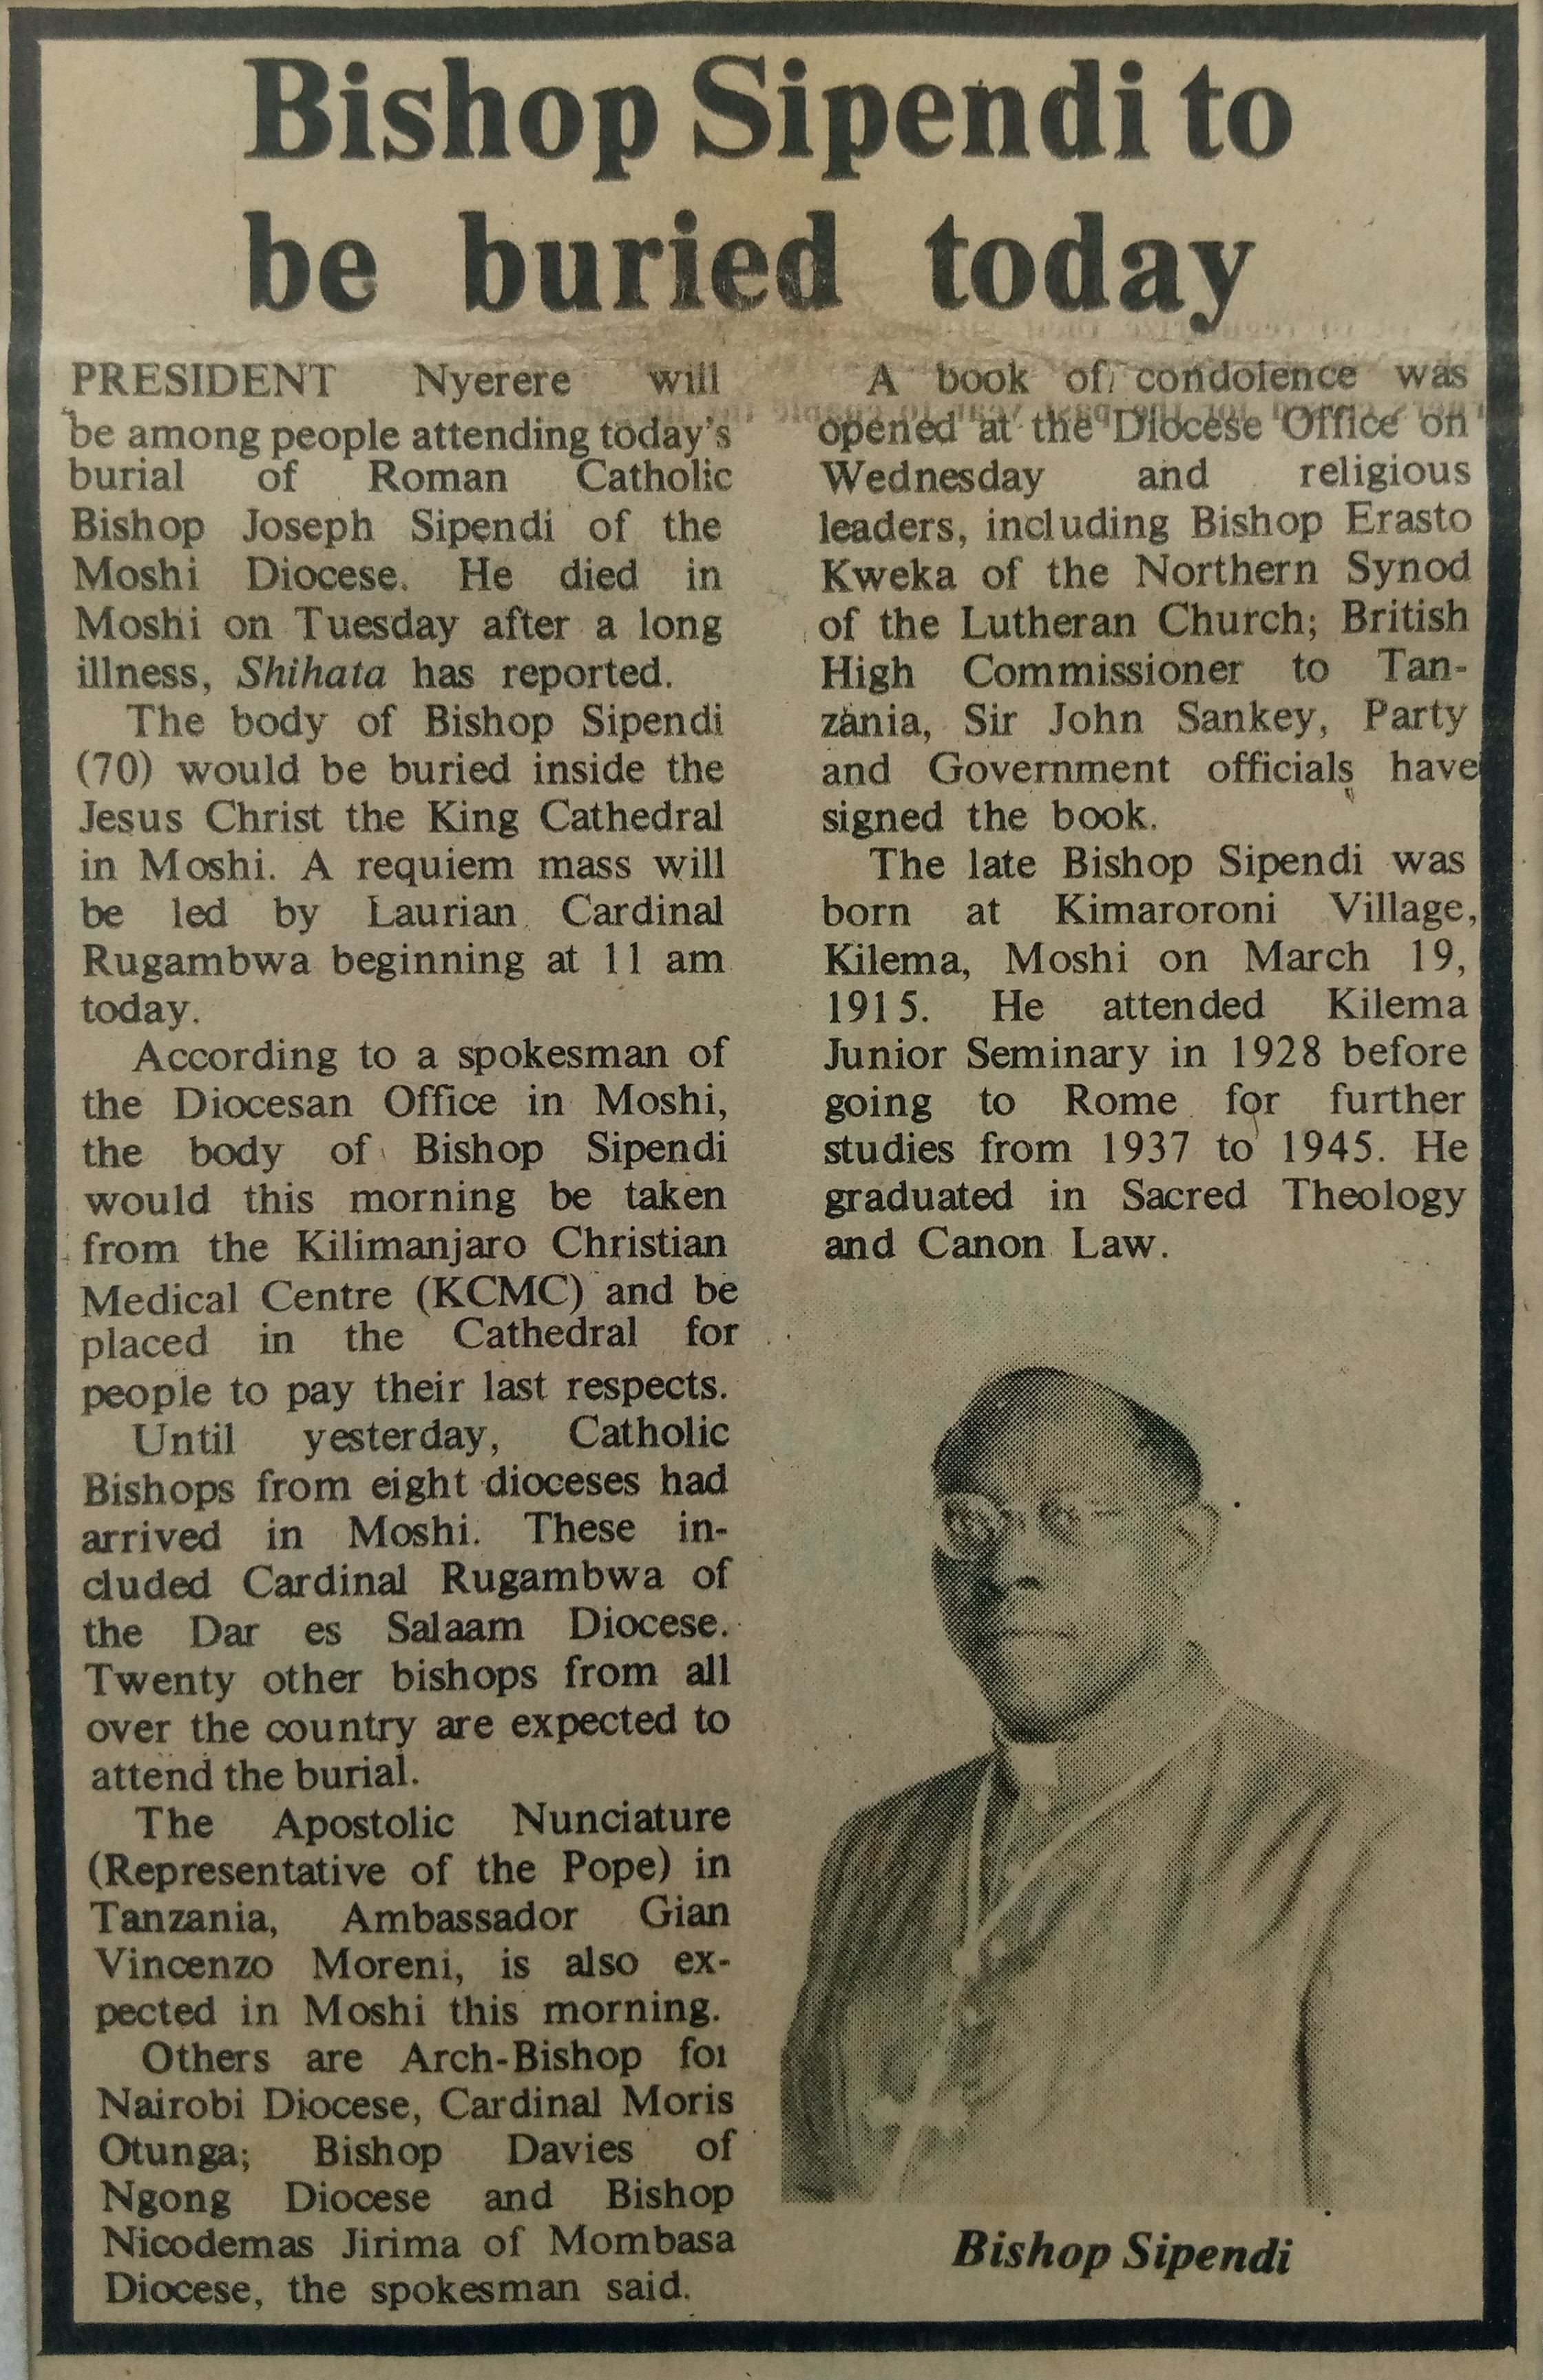 Bishop Sipendi to
be buried today
PRESIDENT Nyerere will
be among people attending today's
burial of Roman Catholic
Bishop Joseph Sipendi of the
Moshi Diocese. He died in
Moshi on Tuesday after a long
illness, Shihata has reported.
The body of Bishop Sipendi
(70) would be buried inside the
Jesus Christ the King Cathedral
in Moshi. A requiem mass will
be led by Laurian Cardinal
Rugambwa beginning at 11 am
today.
According to a spokesman of
the Diocesan Office in Moshi,
the body of Bishop Sipendi
would this morning be taken
from the Kilimanjaro Christian
Medical Centre (KCMC) and be
placed in the Cathedral for
people to pay their last respects.
Until yesterday, Catholic
Bishops from eight dioceses had
arrived in Moshi. These in-
cluded Cardinal Rugambwa of
the Dar es Salaam Diocese.
Twenty other bishops from all
over the country are expected to
attend the burial.
The Apostolic Nunciature
(Representative of the Pope) in
Tanzania, Ambassador Gian
Vincenzo Moreni, is also ex-
pected in Moshi this morning.
Others are Arch-Bishop for
Nairobi Diocese, Cardinal Moris
Otunga; Bishop Davies of
Ngong Diocese and Bishop
Nicodemas Jirima of Mombasa
Diocese, the spokesman said.
A book of condolence was
opened at the Diocese Office on
Wednesday and religious
leaders, including Bishop Erasto
Kweka of the Northern Synod
of the Lutheran Church; British
High Commissioner to Tan-
zania, Sir John Sankey, Party
and Government officials have
signed the book.
The late Bishop Sipendi was
born at Kimaroroni Village,
Kilema, Moshi on March 19,
1915. He attended Kilema
Junior Seminary in 1928 before
going to Rome for further
studies from 1937 to 1945. He
graduated in Sacred Theology
and Canon Law.
Bishop Sipendi